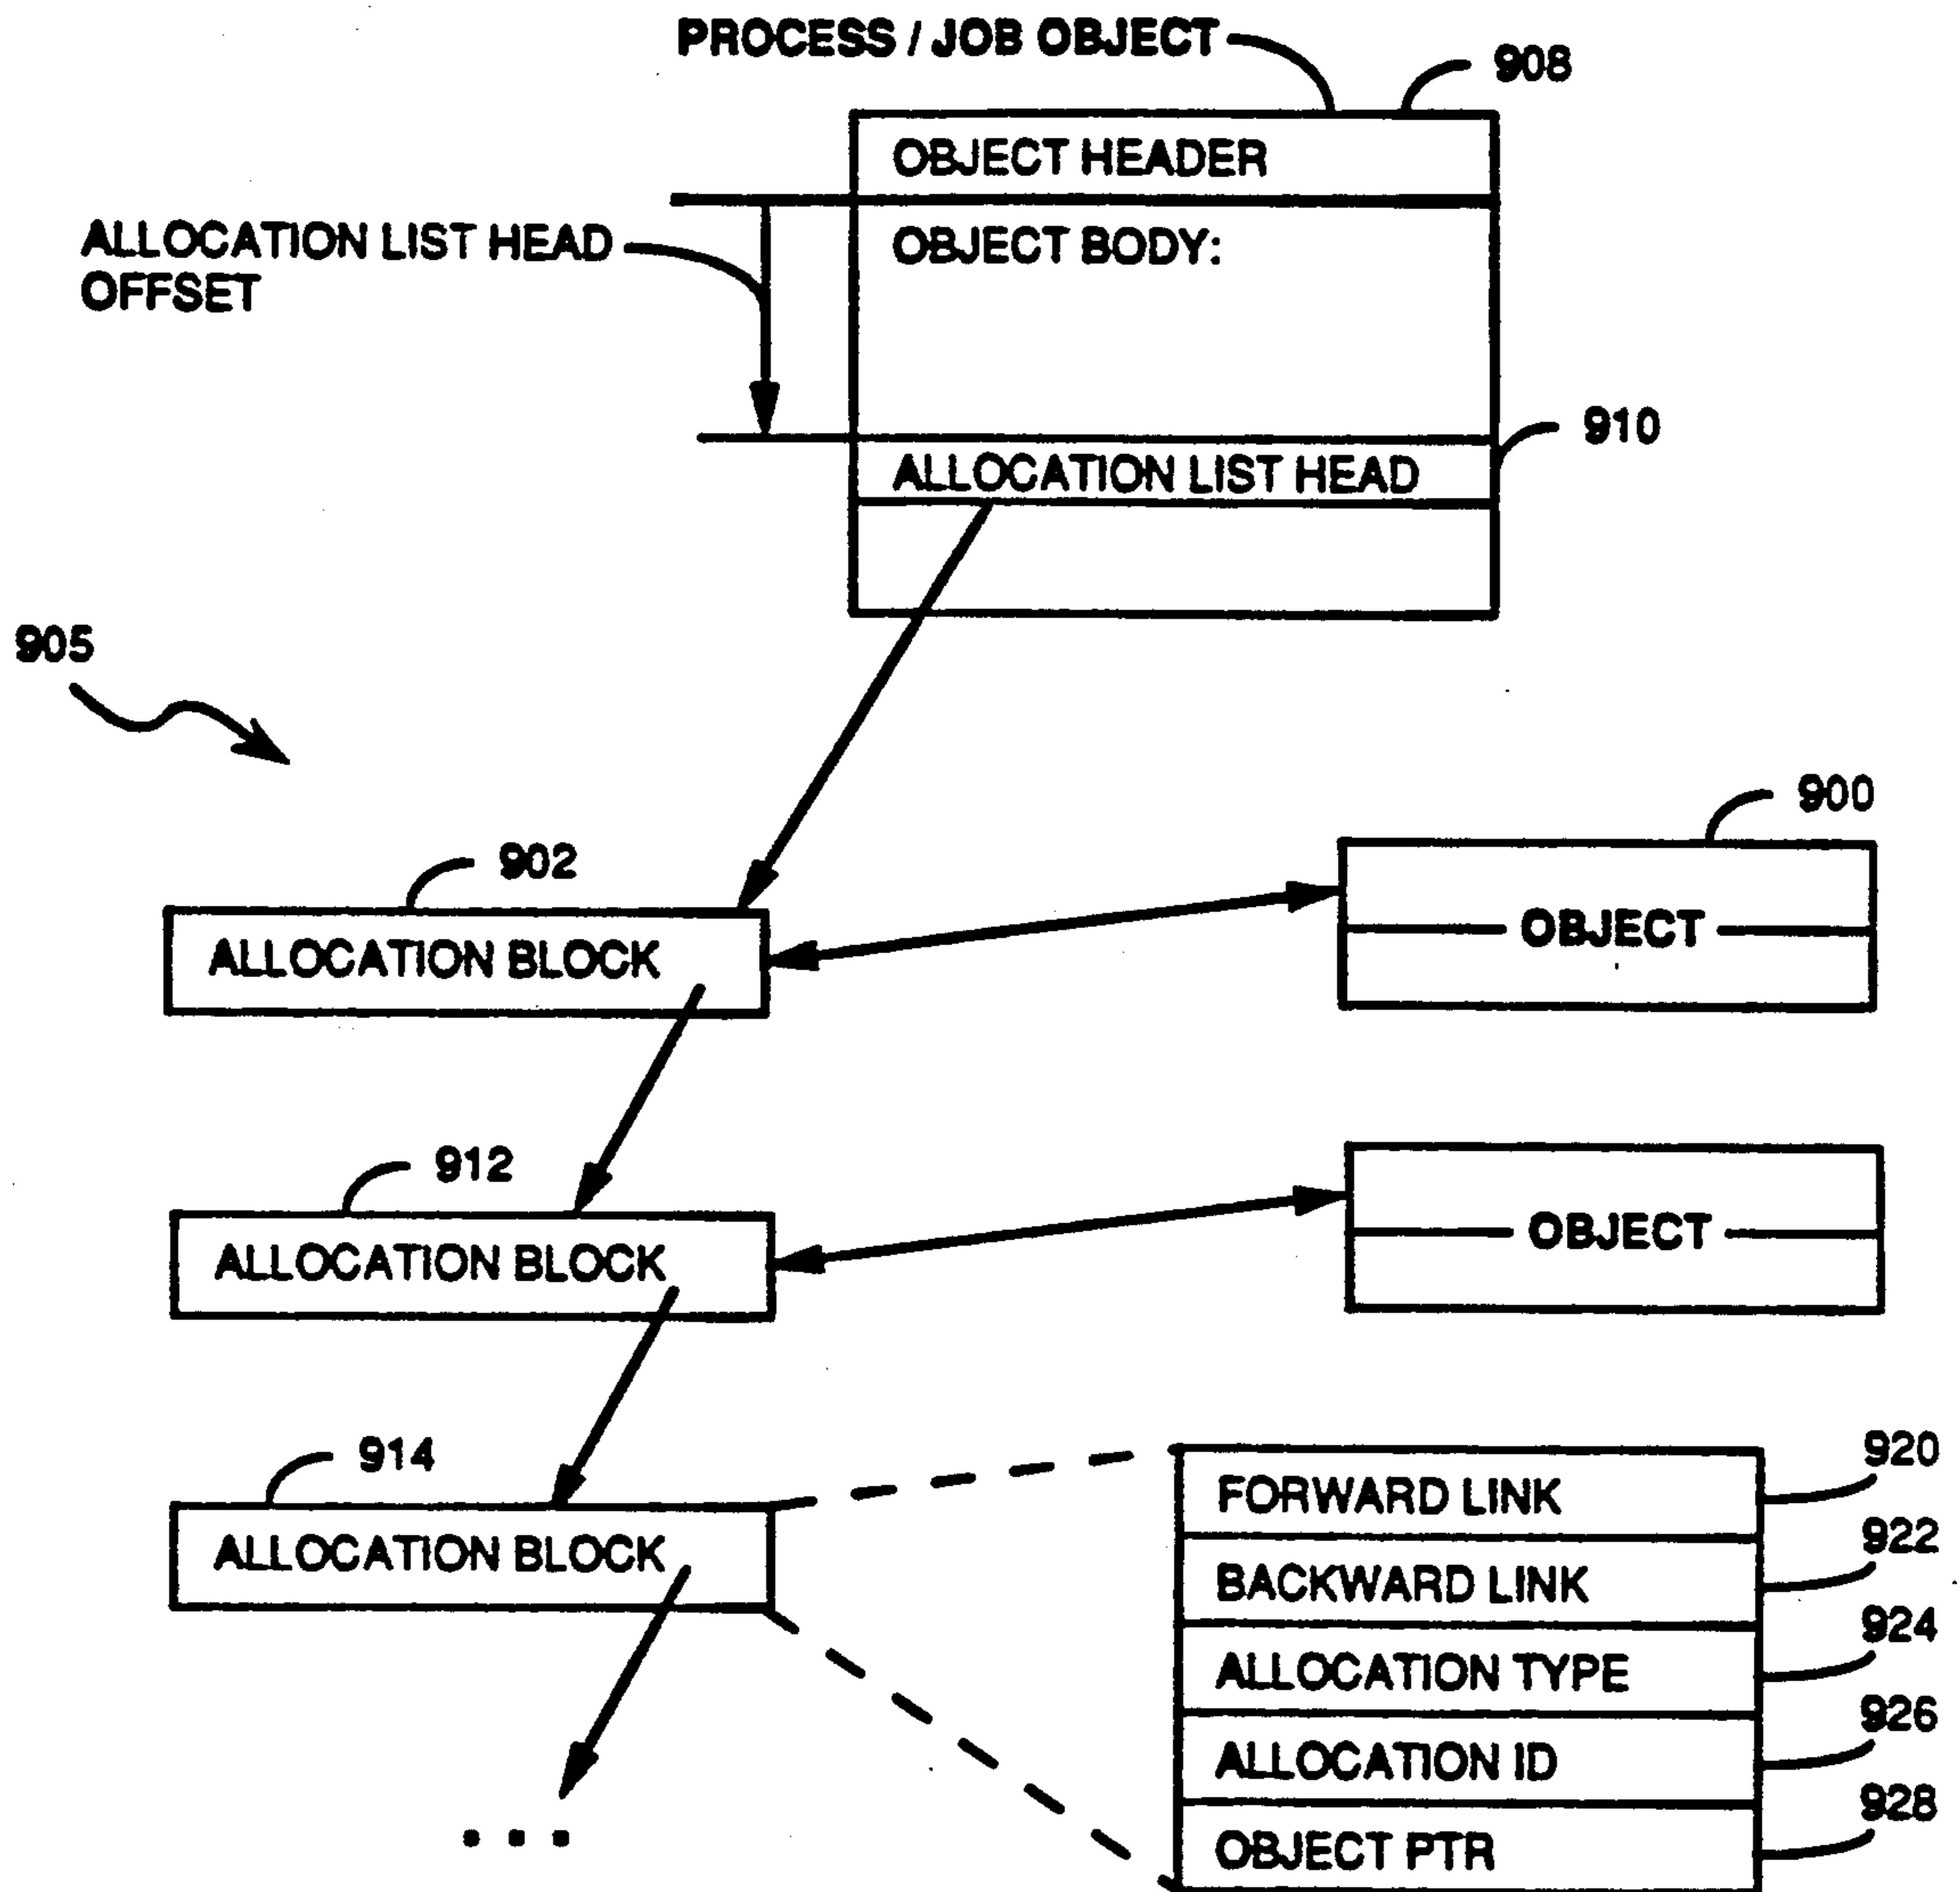 PROCESS / JOB OBJECT
908
OBJECT HEADER
ALLOCATION LIST HEAD
OFFSET
OBJECT BODY:
910
ALLOCATION LIST HEAD
905
900
902
ALLOCATION BLOCK
OBJECT
912
ALLOCATION BLOCK
OBJECT
914
ALLOCATION BLOCK
920
FORWARD LINK
922
BACKWARD LINK
924
ALLOCATION TYPE
926
ALLOCATION ID
928
OBJECT PTR
...